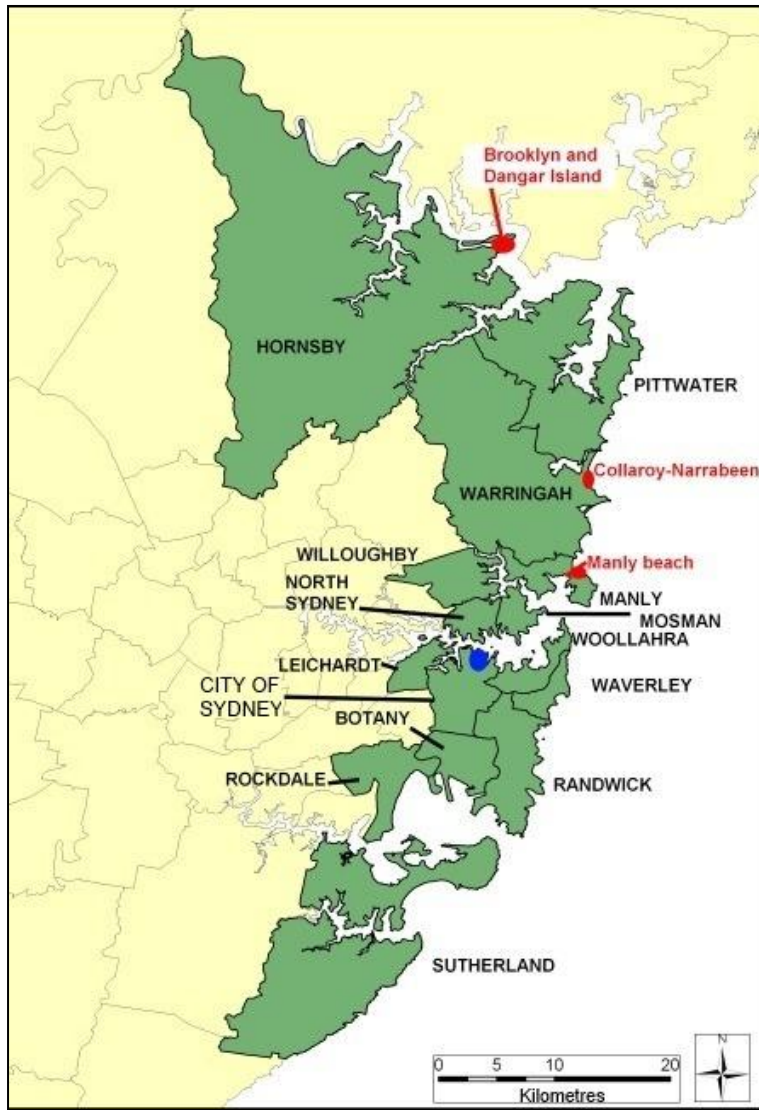 Brooklyn and
Dangar Island
HORNSBY
PITTWATER
Collaroy-Narrabeen
WARRINGAH
WILLOUGHBY
Manly beach
NORTH
SYDNEY
MANLY
MOSMAN
WOOLLAHRA
LEICHARDT
CITY OF
SYDNEY
WAVERLEY
BOTANY
ROCKDALE
RANDWICK
SUTHERLAND
0 5 10 20
Kilometres